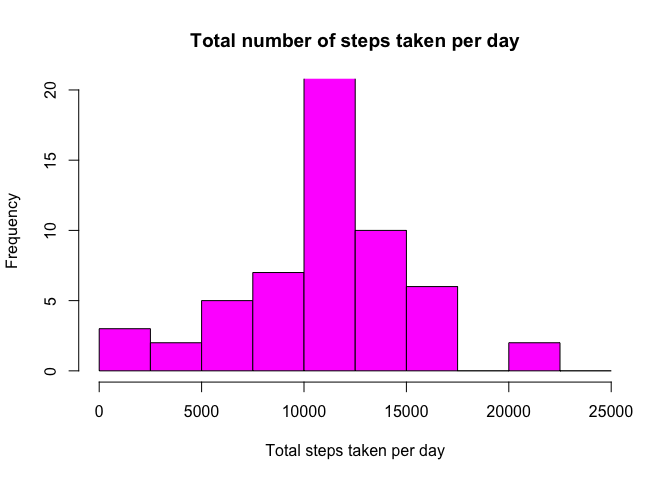 Total number of steps taken per day
Frequency
20
15
10
5
0
0 5000 10000 15000 20000 25000
Total steps taken per day